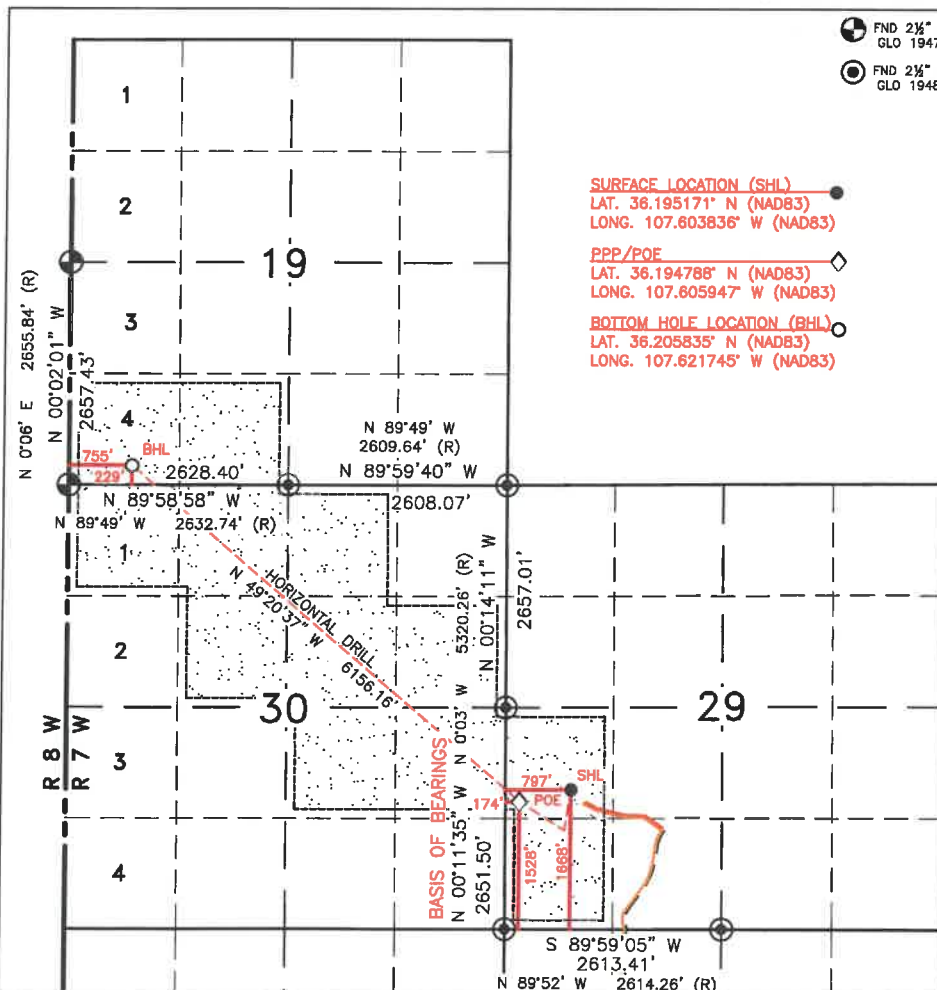 FND 2½"
GLO 1947
FND 2½"
GLO 1948
1
2
19
3
4
SURFACE LOCATION (SHL)
LAT. 36.195171° N (NAD83)
LONG. 107.603836° W (NAD83)
PPP/POE
LAT. 36.194788° N (NAD83)
LONG. 107.605947° W (NAD83)
BOTTOM HOLE LOCATION (BHL)
LAT. 36.205835° N (NAD83)
LONG. 107.621745° W (NAD83)
N 0°06' E 2655.84' (R)
N 00°02'01" W
2657.43'
N 89°49' W
2609.64' (R)
N 89°59'40" W
2608.07'
755'
BHL
229'
2628.40'
N 89°58'58" W
N 89°49' W 2632.74' (R)
1
HORIZONTAL DRILL
N 49°20'37" W 6156.16'
5320.26' (R)
N 0°03' W
N 00°14'11" W
2657.01'
2
30
29
R 8 W
R 7 W
3
4
BASIS OF BEARINGS
N 00°11'35" W
2651.50'
797'
SHL
174'
POE
1528'
1668'
S 89°59'05" W
2613.41'
N 89°52' W 2614.26' (R)